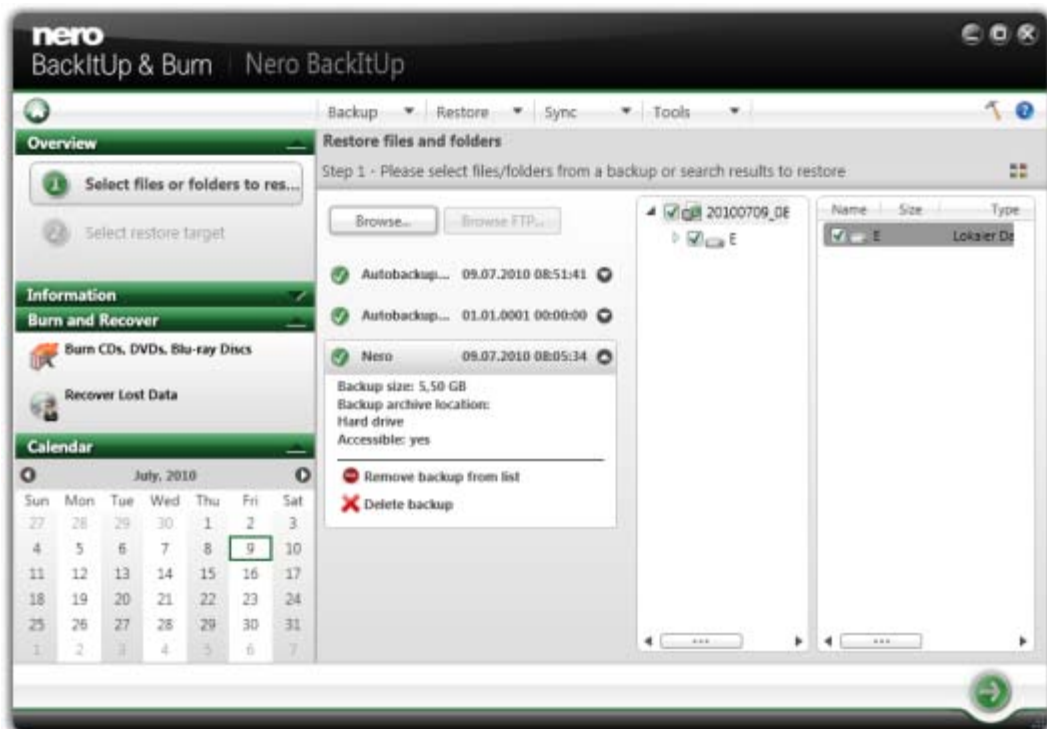 nero
BackItUp & Burn Nero BackItUp
Backup Restore Sync Tools
Overview
Select files or folders to res...
Select restore target
Information
Burn and Recover
Burn CDs, DVDs, Blu-ray Discs
Recover Lost Data
Calendar
July, 2010
Sun Mon Tue Wed Thu Fri Sat
27 28 29 30 1 2 3
4 5 6 7 8 9 10
11 12 13 14 15 16 17
18 19 20 21 22 23 24
25 26 27 28 29 30 31
1 2 3 4 5 6 7
Restore files and folders
Step 1 - Please select files/folders from a backup or search results to restore
Browse... Browse FTP...
Autobackup... 09.07.2010 08:51:41
Autobackup... 01.01.0001 00:00:00
Nero 09.07.2010 08:05:34
Backup size: 5,50 GB
Backup archive location:
Hard drive
Accessible: yes
Remove backup from list
Delete backup
20100709_08
E
Name Size Type
E Lokaler Da